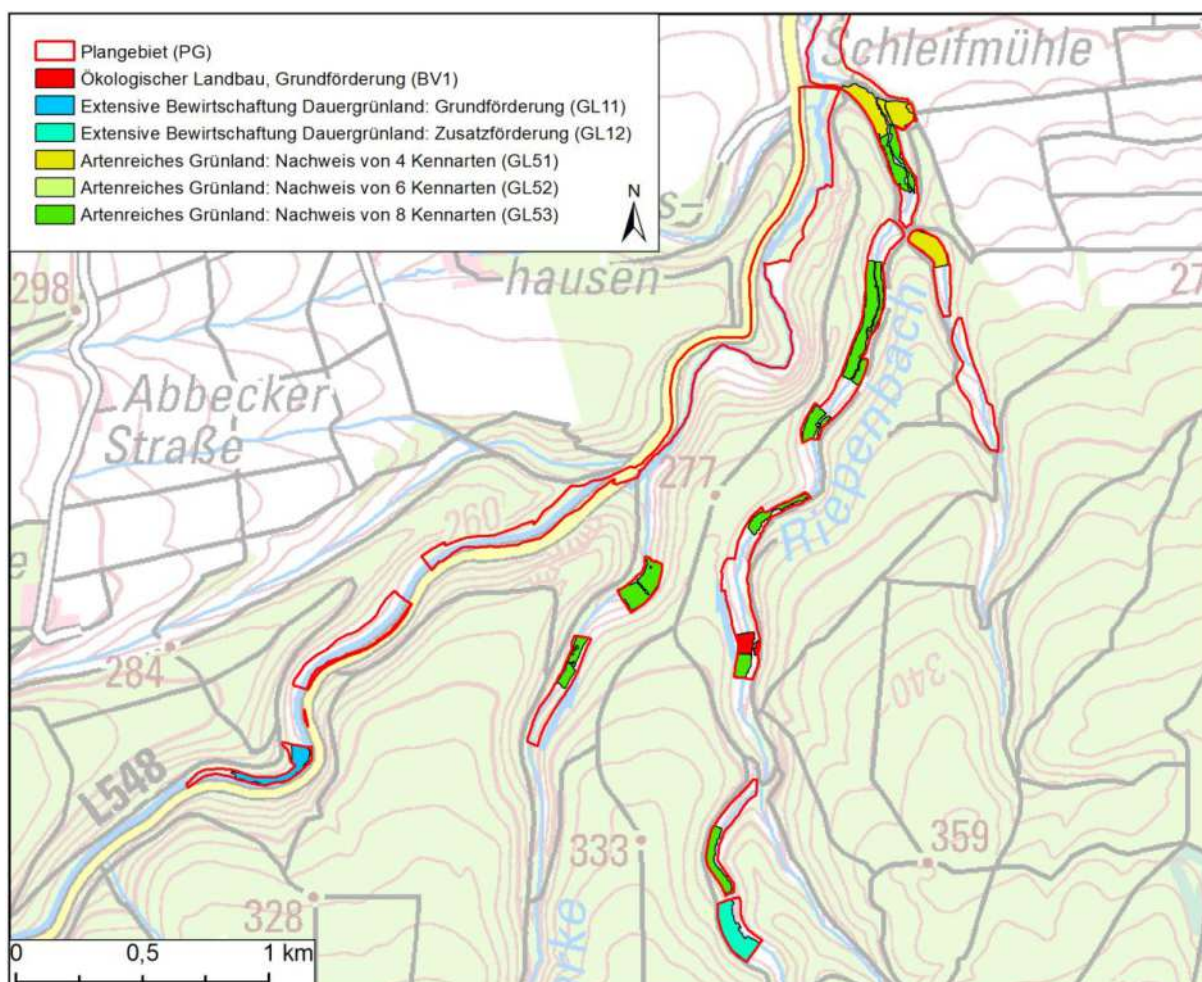 Plangebiet (PG)
Ökologischer Landbau, Grundförderung (BV1)
Extensive Bewirtschaftung Dauergrünland: Grundförderung (GL11)
Extensive Bewirtschaftung Dauergrünland: Zusatzförderung (GL12)
Artenreiches Grünland: Nachweis von 4 Kennarten (GL51)
Artenreiches Grünland: Nachweis von 6 Kennarten (GL52)
Artenreiches Grünland: Nachweis von 8 Kennarten (GL53)
N
Schleifmühle
hausen
298
27
Abbecker
Straße
Riepenbach
277
260
284
340
L548
333
359
328
0 0,5 1 km